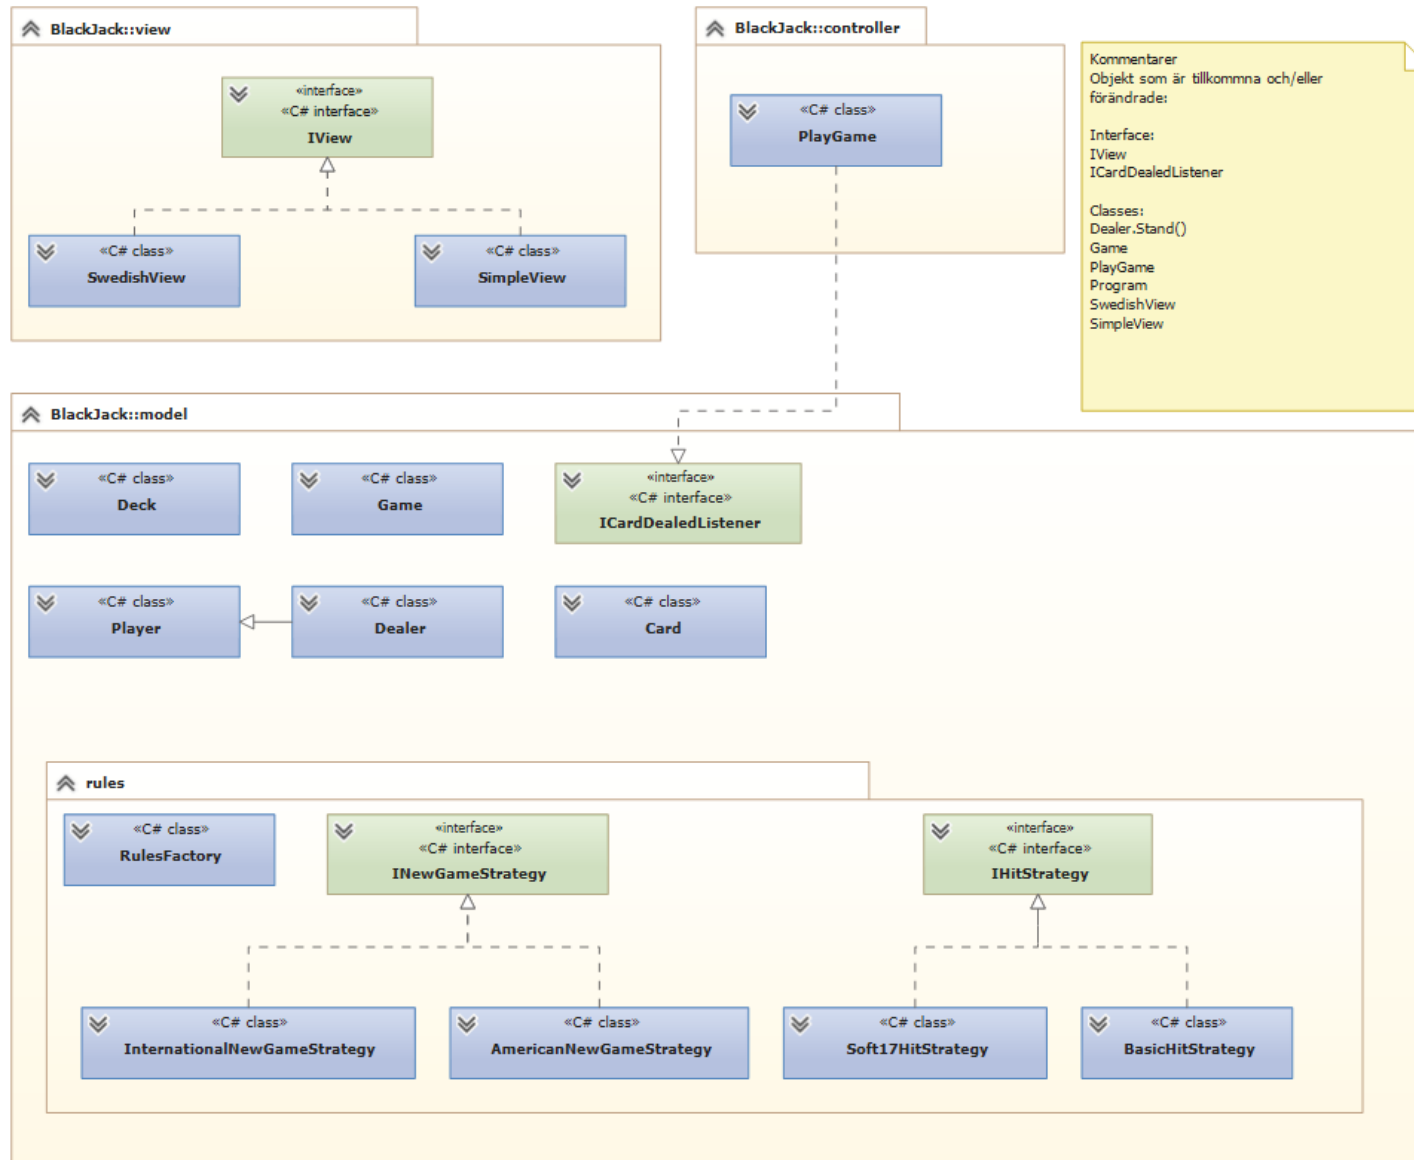 BlackJack::view
«interface»
«C# interface»
IView
«C# class»
SwedishView
«C# class»
SimpleView
BlackJack::controller
«C# class»
PlayGame
Kommentarer
Objekt som är tillkommna och/eller
förändrade:
Interface:
IView
ICardDealedListener
Classes:
Dealer.Stand()
Game
PlayGame
Program
SwedishView
SimpleView
BlackJack::model
«C# class»
Deck
«C# class»
Game
«interface»
«C# interface»
ICardDealedListener
«C# class»
Player
«C# class»
Dealer
«C# class»
Card
rules
«C# class»
RulesFactory
«interface»
«C# interface»
INewGameStrategy
«interface»
«C# interface»
IHitStrategy
«C# class»
InternationalNewGameStrategy
«C# class»
AmericanNewGameStrategy
«C# class»
Soft17HitStrategy
«C# class»
BasicHitStrategy